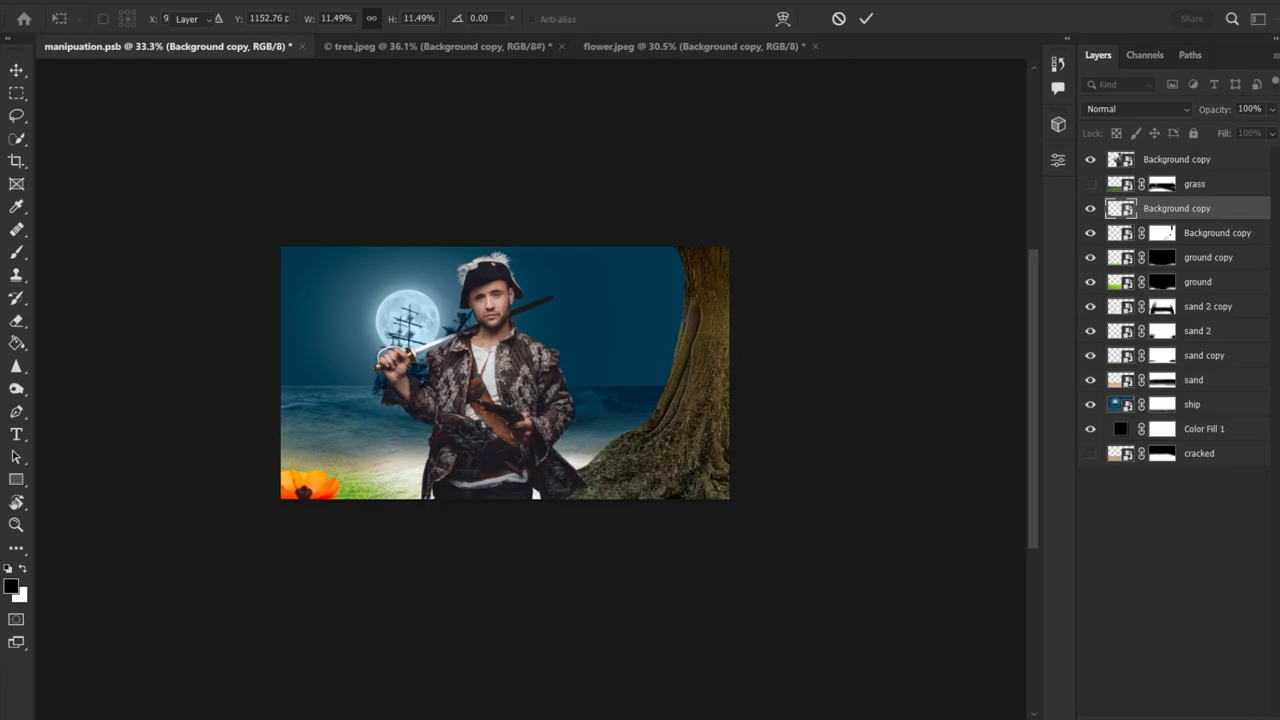 X: 9 Layer Y: 1152.76 p W: 11.49% H: 11.49% 0.00 ° Anti-alias Share
manipuation.psb @ 33.3% (Background copy, RGB/8) * × © tree.jpeg @ 36.1% (Background copy, RGB/8#) * × flower.jpeg @ 30.5% (Background copy, RGB/8) * ×
Layers Channels Paths
Kind
Normal Opacity: 100%
Lock: Fill: 100%
Background copy
grass
Background copy
Background copy
ground copy
ground
sand 2 copy
sand 2
sand copy
sand
ship
Color Fill 1
cracked